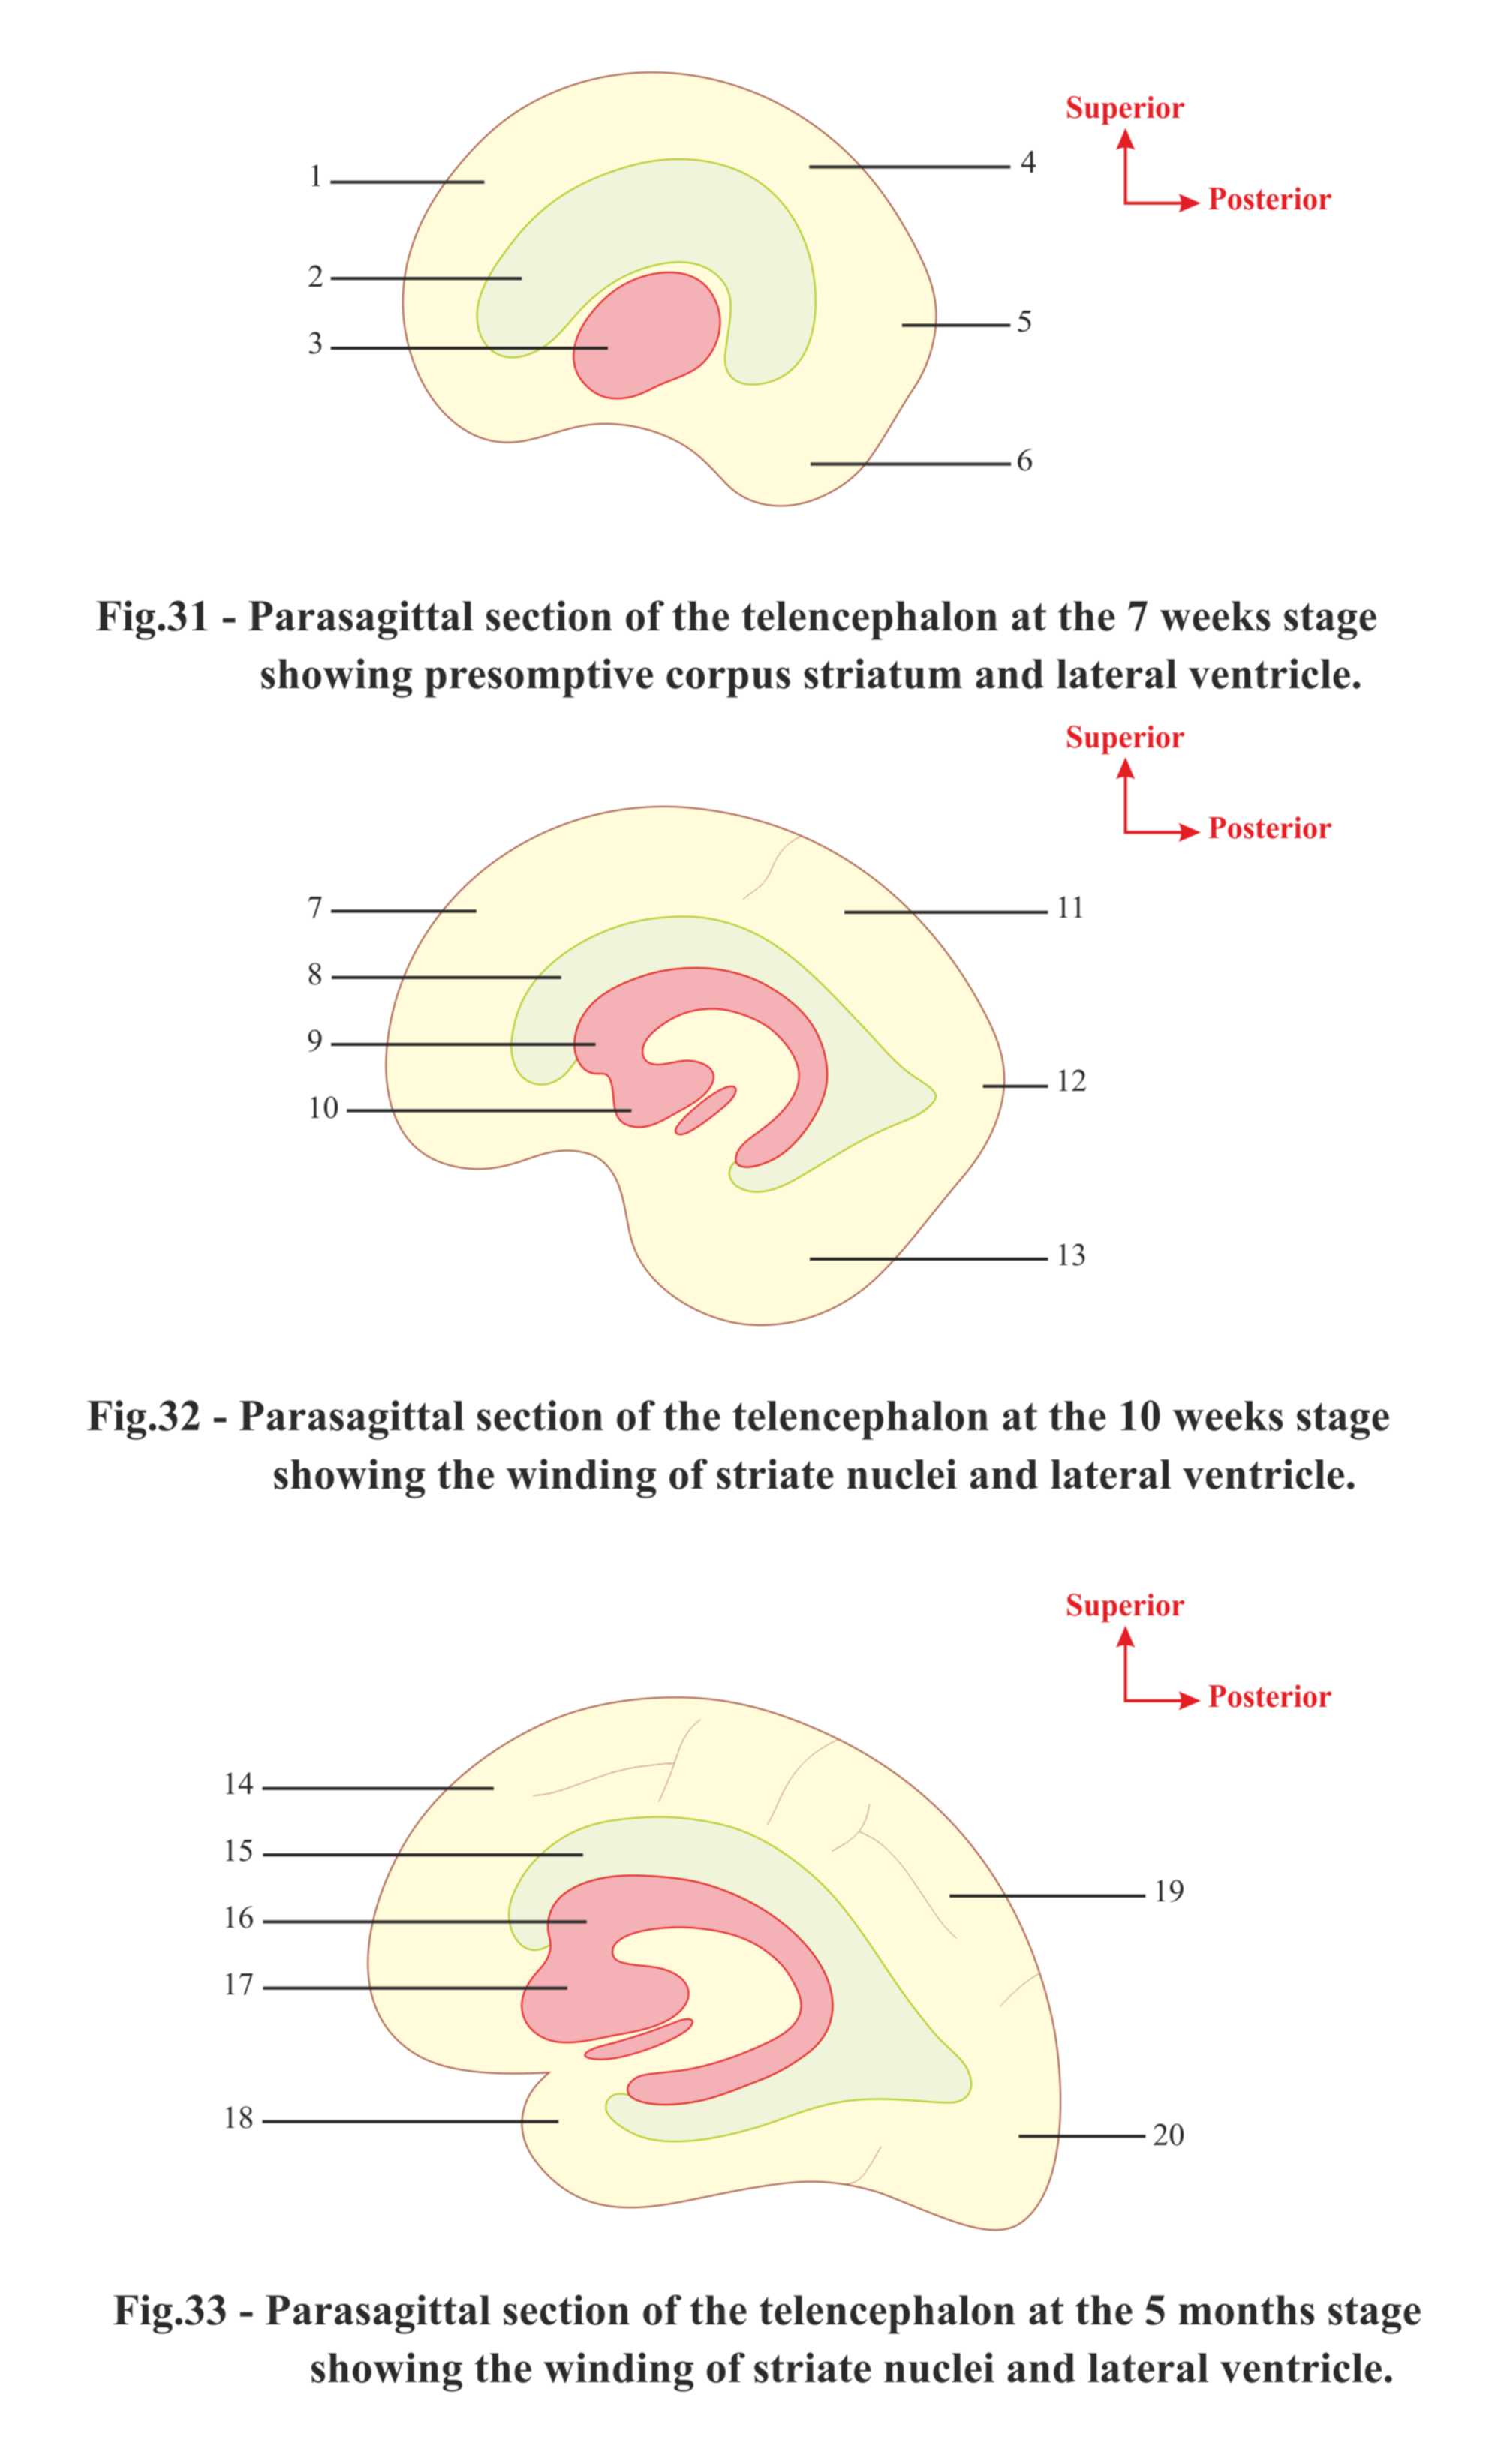 Superior
1
4
Posterior
2
5
3
6
Fig.31 - Parasagittal section of the telencephalon at the 7 weeks stage
showing presomptive corpus striatum and lateral ventricle.
Superior
Posterior
7
11
8
9
12
10
13
Fig.32 - Parasagittal section of the telencephalon at the 10 weeks stage
showing the winding of striate nuclei and lateral ventricle.
Superior
Posterior
14
15
19
16
17
18
20
Fig.33 - Parasagittal section of the telencephalon at the 5 months stage
showing the winding of striate nuclei and lateral ventricle.